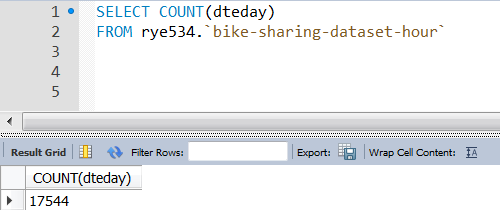 1 SELECT COUNT(dteday)
2 FROM rye534.`bike-sharing-dataset-hour`
3
4
5
Result Grid Filter Rows: Export: Wrap Cell Content: IA
COUNT(dteday)
17544